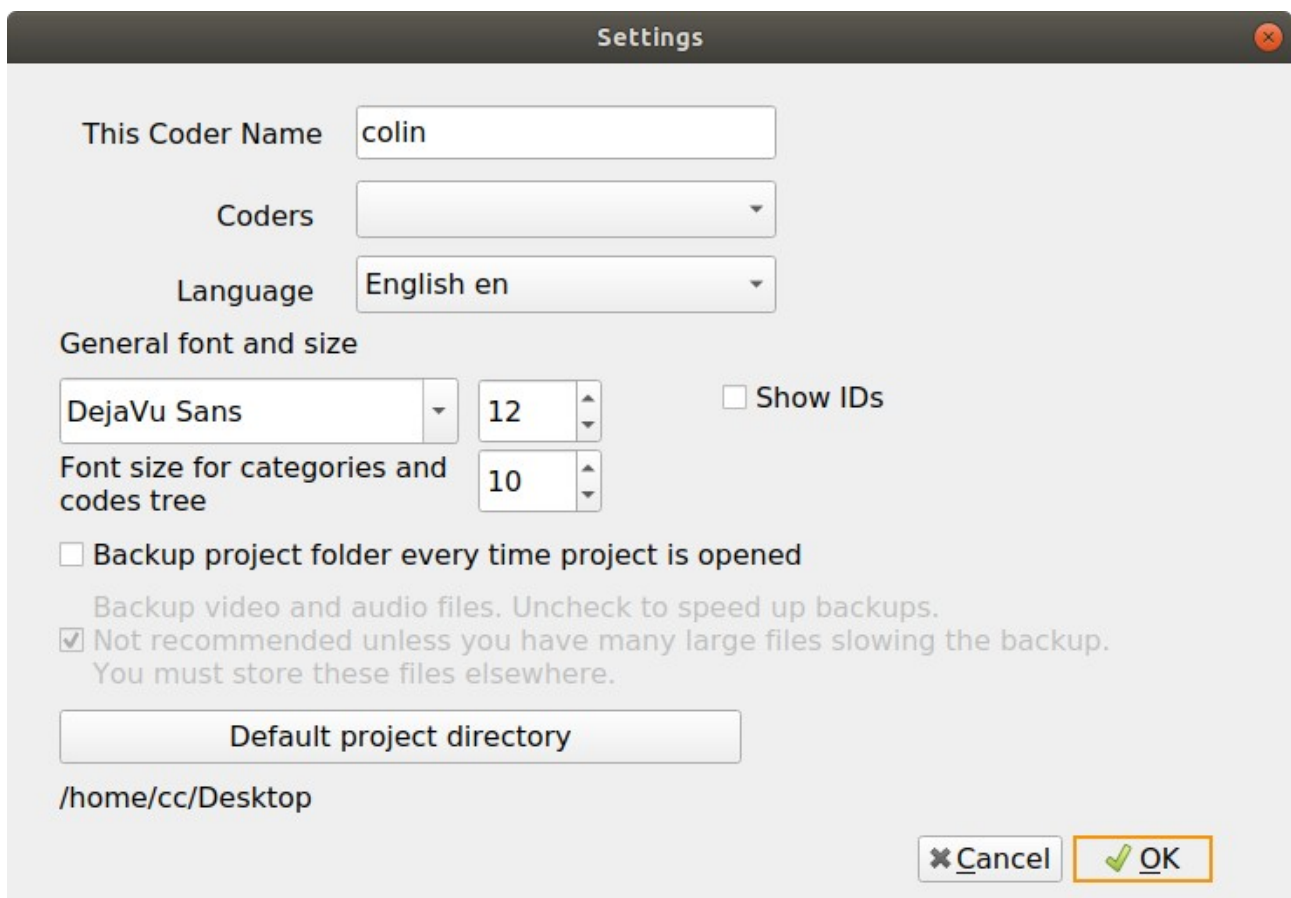 Settings
This Coder Name
colin
Coders
Language
English en
General font and size
DejaVu Sans
12
Show IDs
Font size for categories and
codes tree
10
Backup project folder every time project is opened
Backup video and audio files. Uncheck to speed up backups.
Not recommended unless you have many large files slowing the backup.
You must store these files elsewhere.
Default project directory
/home/cc/Desktop
Cancel
OK